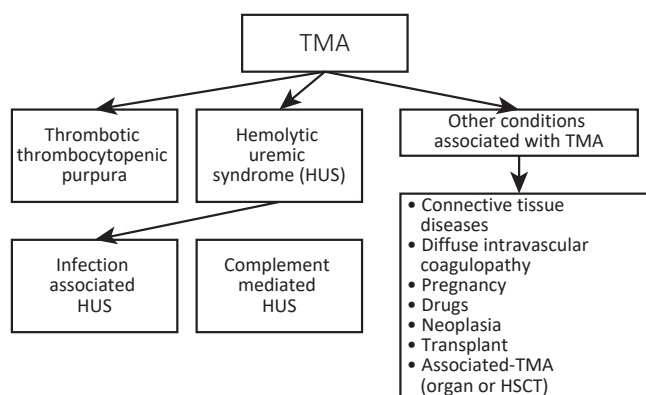 TMA
Thrombotic
thrombocytopenic
purpura
Hemolytic
uremic
syndrome (HUS)
Other conditions
associated with TMA
Infection
associated
HUS
Complement
mediated
HUS
• Connective tissue
diseases
• Diffuse intravascular
coagulopathy
• Pregnancy
• Drugs
• Neoplasia
• Transplant
• Associated-TMA
(organ or HSCT)